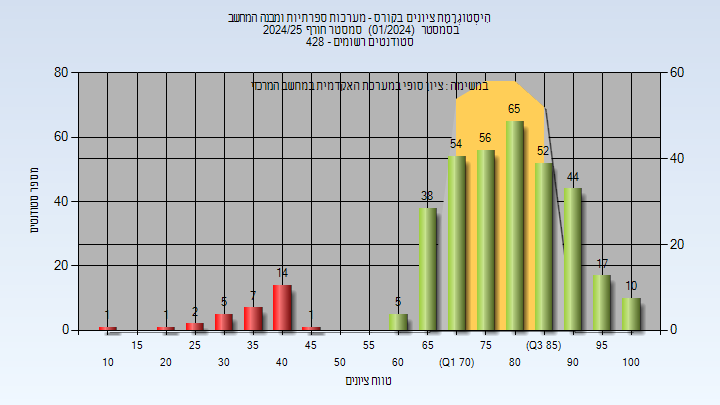 היסטוגרמת ציונים בקורס - מערכות ספרתיות ומבנה המחשב
בסמסטר (01/2024) סמסטר חורף 2024/25
סטודנטים רשומים - 428
במשימה : ציון סופי במערכת האקדמית במחשב המרכזי
מספר סטודנטים
80 60 40 20 0
60 40 20 0
1 1 2 5 7 14 1 5 38 54 56 65 52 44 17 10
15 25 35 45 55 65 75 (Q3 85) 95
10 20 30 40 50 60 (Q1 70) 80 90 100
טווח ציונים